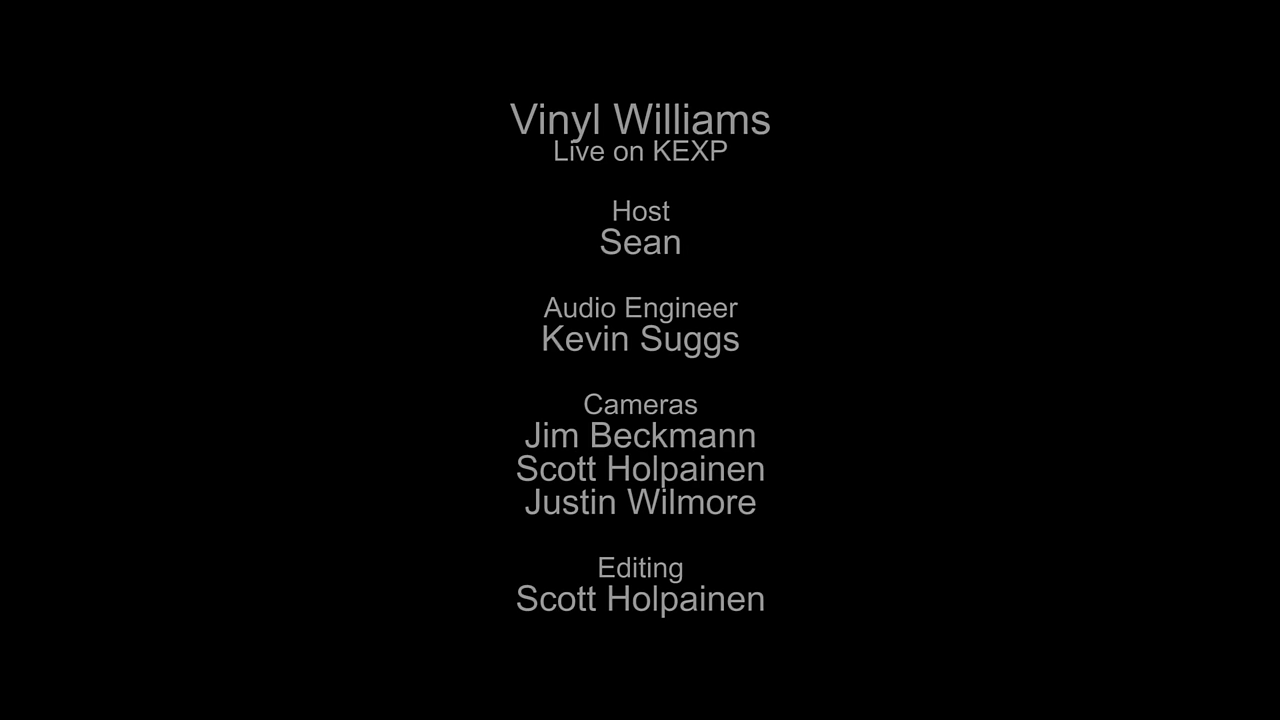 Vinyl Williams
Live on KEXP
Host
Sean
Audio Engineer
Kevin Suggs
Cameras
Jim Beckmann
Scott Holpainen
Justin Wilmore
Editing
Scott Holpainen